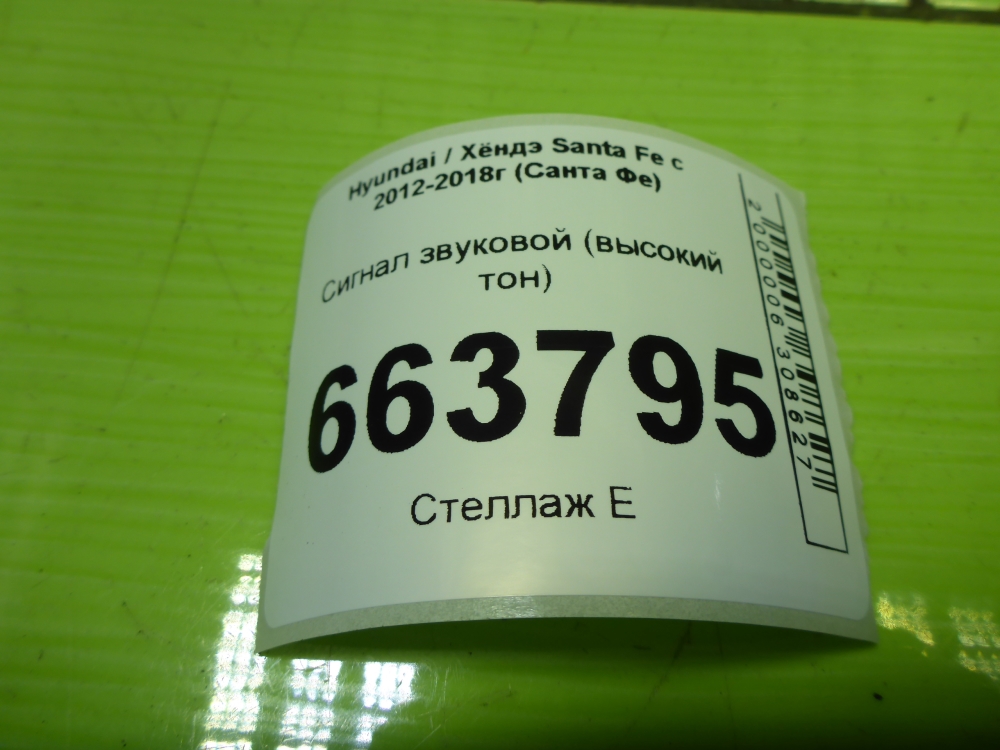 Hyundai / Хёндэ Santa Fe с
2012-2018г (Санта Фе)
Сигнал звуковой (высокий
тон)
663795
Стеллаж Е
2000006308627